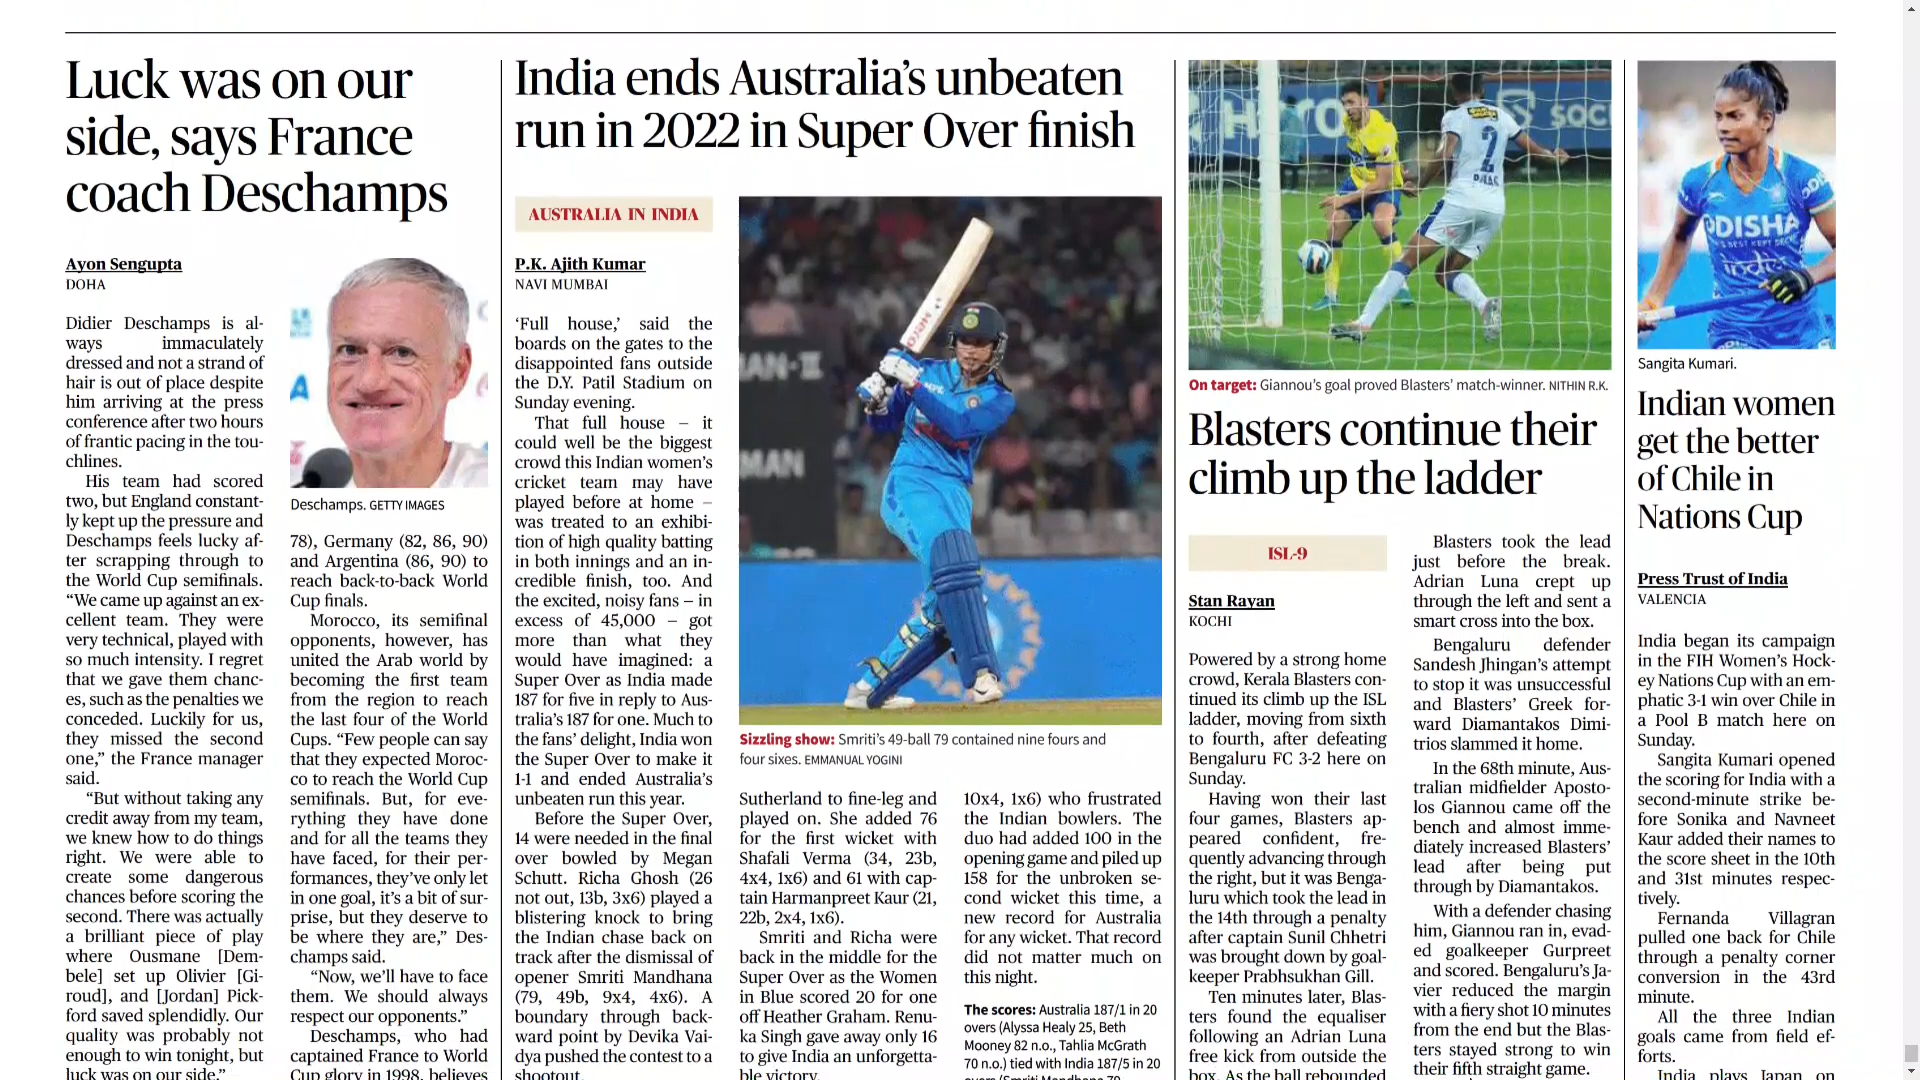 Luck was on our
side, says France
coach Deschamps
Ayon Sengupta
DOHA
Didier Deschamps is al-
ways immaculately
dressed and not a strand of
hair is out of place despite
him arriving at the press
conference after two hours
of frantic pacing in the tou-
chlines.
His team had scored
two, but England constant-
ly kept up the pressure and
Deschamps feels lucky af-
ter scrapping through to
the World Cup semifinals.
“We came up against an ex-
cellent team. They were
very technical, played with
so much intensity. I regret
that we gave them chanc-
es, such as the penalties we
conceded. Luckily for us,
they missed the second
one,” the France manager
said.
“But without taking any
credit away from my team,
we knew how to do things
right. We were able to
create some dangerous
chances before scoring the
second. There was actually
a brilliant piece of play
where Ousmane [Dem-
bele] set up Olivier [Gi-
roud], and [Jordan] Pick-
ford saved splendidly. Our
quality was probably not
enough to win tonight, but
luck was on our side.”
Deschamps. GETTY IMAGES
78), Germany (82, 86, 90)
and Argentina (86, 90) to
reach back-to-back World
Cup finals.
Morocco, its semifinal
opponents, however, has
united the Arab world by
becoming the first team
from the region to reach
the last four of the World
Cups. “Few people can say
that they expected Moroc-
co to reach the World Cup
semifinals. But, for eve-
rything they have done
and for all the teams they
have faced, for their per-
formances, they’ve only let
in one goal, it’s a bit of sur-
prise, but they deserve to
be where they are,” Des-
champs said.
“Now, we’ll have to face
them. We should always
respect our opponents.”
Deschamps, who had
captained France to World
Cup glory in 1998, believes
India ends Australia’s unbeaten
run in 2022 in Super Over finish
AUSTRALIA IN INDIA
P.K. Ajith Kumar
NAVI MUMBAI
‘Full house,’ said the
boards on the gates to the
disappointed fans outside
the D.Y. Patil Stadium on
Sunday evening.
That full house – it
could well be the biggest
crowd this Indian women’s
cricket team may have
played before at home –
was treated to an exhibi-
tion of high quality batting
in both innings and an in-
credible finish, too. And
the excited, noisy fans – in
excess of 45,000 – got
more than what they
would have imagined: a
Super Over as India made
187 for five in reply to Aus-
tralia’s 187 for one. Much to
the fans’ delight, India won
the Super Over to make it
1-1 and ended Australia’s
unbeaten run this year.
Before the Super Over,
14 were needed in the final
over bowled by Megan
Schutt. Richa Ghosh (26
not out, 13b, 3x6) played a
blistering knock to bring
the Indian chase back on
track after the dismissal of
opener Smriti Mandhana
(79, 49b, 9x4, 4x6). A
boundary through back-
ward point by Devika Vai-
dya pushed the contest to a
shootout.
Hero
MAN
Sizzling show: Smriti’s 49-ball 79 contained nine fours and
four sixes. EMMANUAL YOGINI
Sutherland to fine-leg and
played on. She added 76
for the first wicket with
Shafali Verma (34, 23b,
4x4, 1x6) and 61 with cap-
tain Harmanpreet Kaur (21,
22b, 2x4, 1x6).
Smriti and Richa were
back in the middle for the
Super Over as the Women
in Blue scored 20 for one
off Heather Graham. Renu-
ka Singh gave away only 16
to give India an unforgetta-
ble victory.
10x4, 1x6) who frustrated
the Indian bowlers. The
duo had added 100 in the
opening game and piled up
158 for the unbroken se-
cond wicket this time, a
new record for Australia
for any wicket. That record
did not matter much on
this night.
The scores: Australia 187/1 in 20
overs (Alyssa Healy 25, Beth
Mooney 82 n.o., Tahlia McGrath
70 n.o.) tied with India 187/5 in 20
overs (Smriti Mandhana 79,
Hero
soc
2
On target: Giannou’s goal proved Blasters’ match-winner. NITHIN R.K.
Blasters continue their
climb up the ladder
ISL-9
Stan Rayan
KOCHI
Powered by a strong home
crowd, Kerala Blasters con-
tinued its climb up the ISL
ladder, moving from sixth
to fourth, after defeating
Bengaluru FC 3-2 here on
Sunday.
Having won their last
four games, Blasters ap-
peared confident, fre-
quently advancing through
the right, but it was Benga-
luru which took the lead in
the 14th through a penalty
after captain Sunil Chhetri
was brought down by goal-
keeper Prabhsukhan Gill.
Ten minutes later, Blas-
ters found the equaliser
following an Adrian Luna
free kick from outside the
box. As the ball rebounded
Blasters took the lead
just before the break.
Adrian Luna crept up
through the left and sent a
smart cross into the box.
Bengaluru defender
Sandesh Jhingan’s attempt
to stop it was unsuccessful
and Blasters’ Greek for-
ward Diamantakos Dimi-
trios slammed it home.
In the 68th minute, Aus-
tralian midfielder Aposto-
los Giannou came off the
bench and almost imme-
diately increased Blasters’
lead after being put
through by Diamantakos.
With a defender chasing
him, Giannou ran in, evad-
ed goalkeeper Gurpreet
and scored. Bengaluru’s Ja-
vier reduced the margin
with a fiery shot 10 minutes
from the end but the Blas-
ters stayed strong to win
their fifth straight game.
ODISHA
india
Sangita Kumari.
Indian women
get the better
of Chile in
Nations Cup
Press Trust of India
VALENCIA
India began its campaign
in the FIH Women’s Hock-
ey Nations Cup with an em-
phatic 3-1 win over Chile in
a Pool B match here on
Sunday.
Sangita Kumari opened
the scoring for India with a
second-minute strike be-
fore Sonika and Navneet
Kaur added their names to
the score sheet in the 10th
and 31st minutes respec-
tively.
Fernanda Villagran
pulled one back for Chile
through a penalty corner
conversion in the 43rd
minute.
All the three Indian
goals came from field ef-
forts.
India plays Japan on